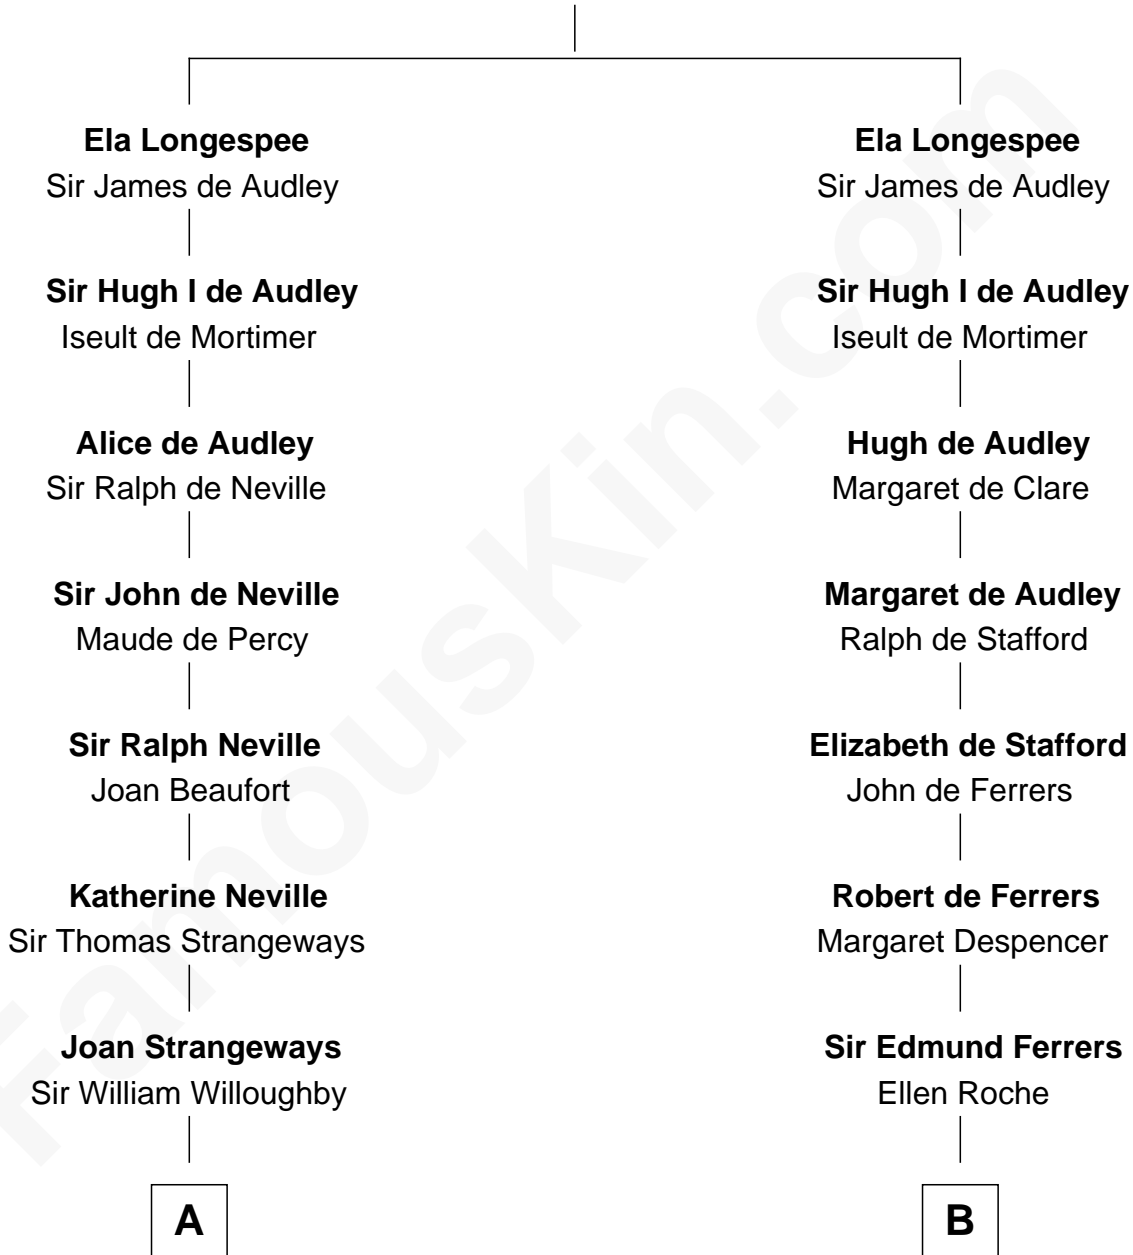 Ela Longespee
Sir James de Audley
Sir Hugh I de Audley
Iseult de Mortimer
Alice de Audley
Sir Ralph de Neville
Sir John de Neville
Maude de Percy
Sir Ralph Neville
Joan Beaufort
Katherine Neville
Sir Thomas Strangeways
Joan Strangeways
Sir William Willoughby
A
Ela Longespee
Sir James de Audley
Sir Hugh I de Audley
Iseult de Mortimer
Hugh de Audley
Margaret de Clare
Margaret de Audley
Ralph de Stafford
Elizabeth de Stafford
John de Ferrers
Robert de Ferrers
Margaret Despencer
Sir Edmund Ferrers
Ellen Roche
B
FamousKin.com